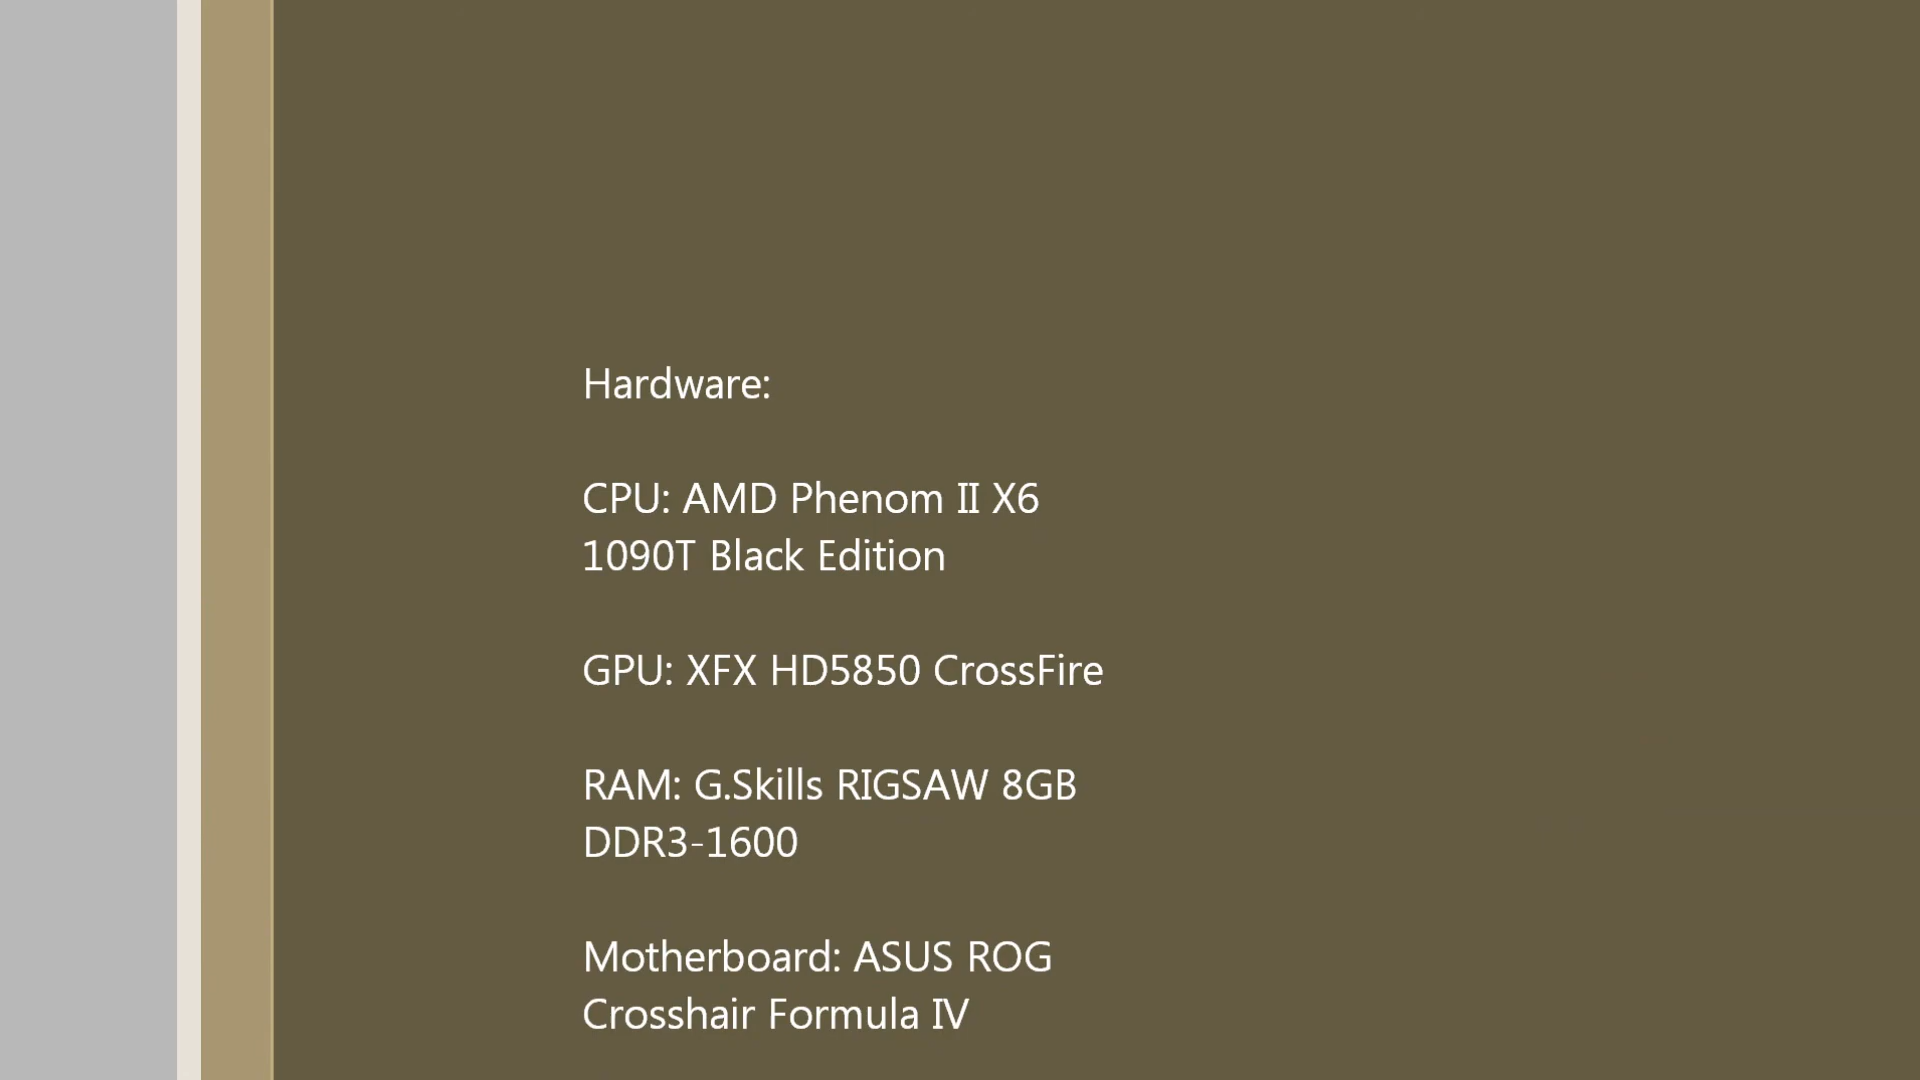 Hardware:
CPU: AMD Phenom II X6
1090T Black Edition
GPU: XFX HD5850 CrossFire
RAM: G.Skills RIGSAW 8GB
DDR3-1600
Motherboard: ASUS ROG
Crosshair Formula IV